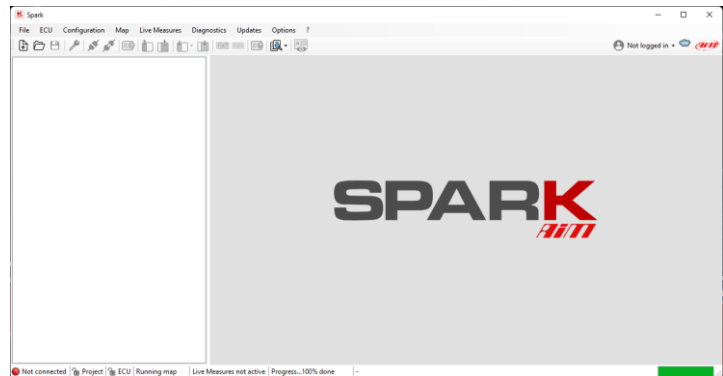 Spark
File ECU Configuration Map Live Measures Diagnostics Updates Options ?
Not logged in AiM
SPARK
AiM
Not connected Project ECU Running map Live Measures not active Progress...100% done -